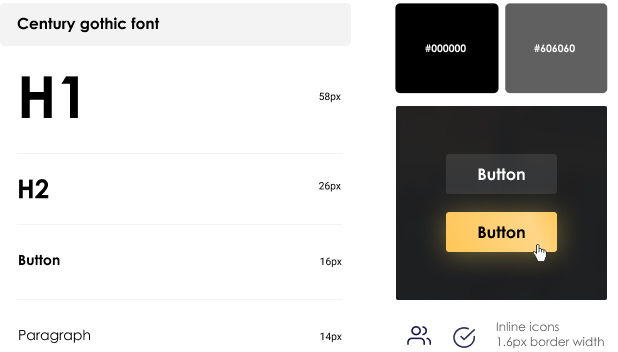 Century gothic font
H1
58px
H2
26px
Button
16px
Paragraph
14px
#000000
#606060
Button
Button
Inline icons
1.6px border width